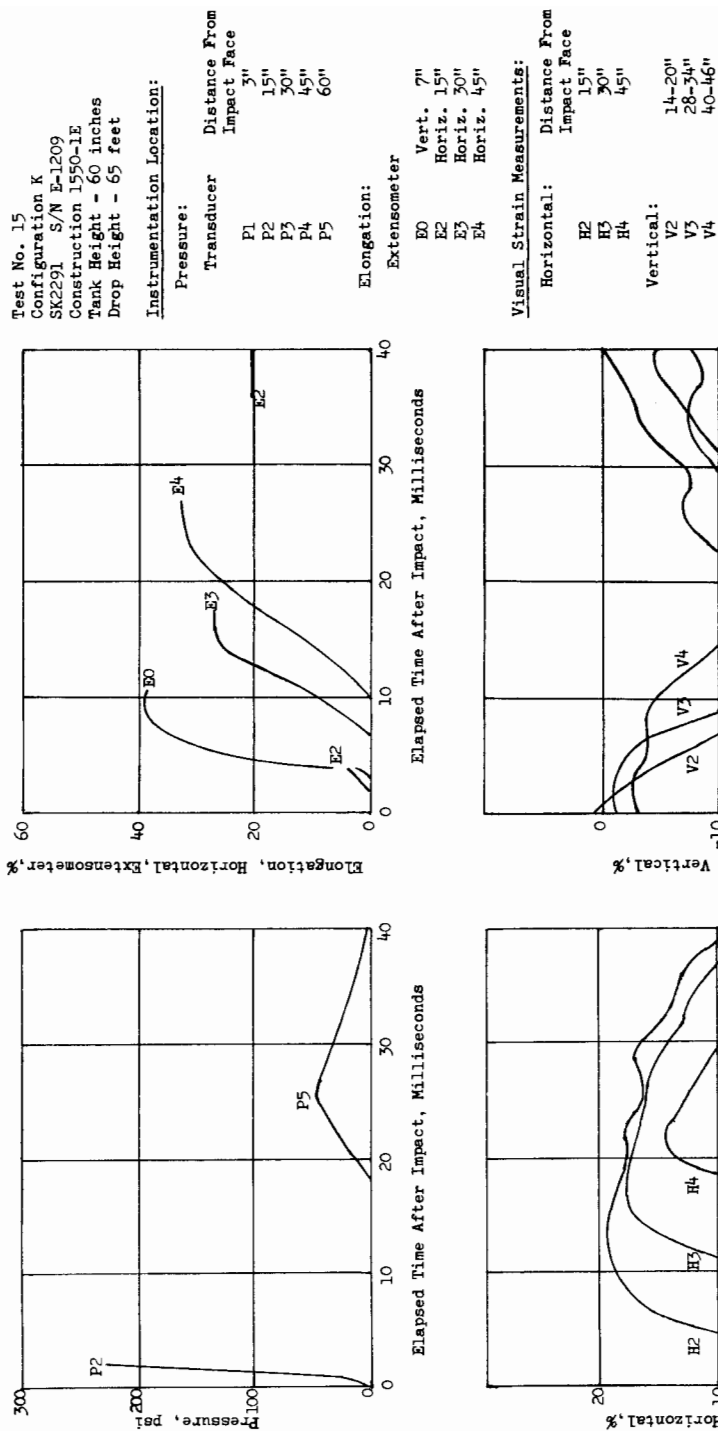 Test No. 15
Configuration K
SK2291 S/N E-1209
Construction 1550-1E
Tank Height - 60 inches
Drop Height - 65 feet
Instrumentation Location:
Pressure:
Transducer Distance From Impact Face
P1 3"
P2 15"
P3 30"
P4 45"
P5 60"
Elongation:
Extensometer
E0 Vert. 7"
E2 Horiz. 15"
E3 Horiz. 30"
E4 Horiz. 45"
Visual Strain Measurements:
Horizontal: Distance From Impact Face
H2 15"
H3 30"
H4 45"
Vertical:
V2 14-20"
V3 28-34"
V4 40-46"
Pressure, psi
300
200
100
0
P2
P5
0 10 20 30 40
Elapsed Time After Impact, Milliseconds
Elongation, Horizontal, Extensometer, %
60
40
20
0
E0
E2
E3
E4
E2
0 10 20 30 40
Elapsed Time After Impact, Milliseconds
Horizontal, %
20
10
H2
H3
H4
Vertical, %
0
-10
V2
V3
V4